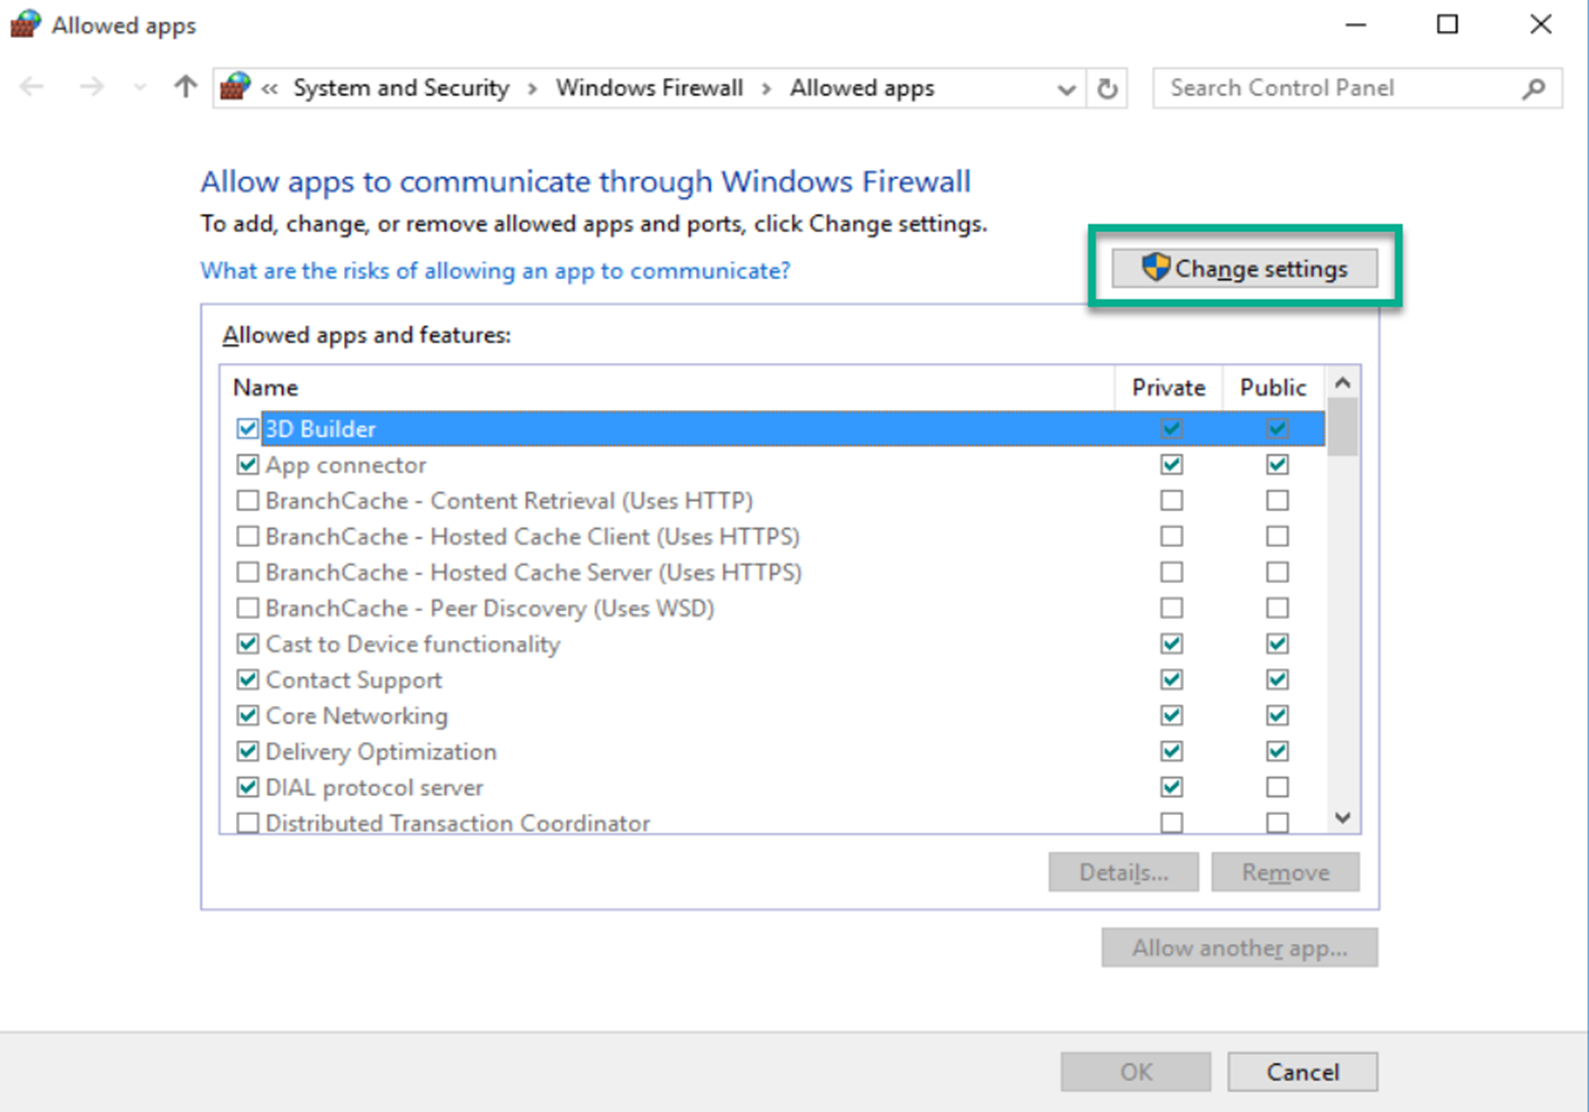 Allowed apps
« System and Security > Windows Firewall > Allowed apps
Search Control Panel
Allow apps to communicate through Windows Firewall
To add, change, or remove allowed apps and ports, click Change settings.
What are the risks of allowing an app to communicate?
Change settings
Allowed apps and features:
Name Private Public
3D Builder
App connector
BranchCache - Content Retrieval (Uses HTTP)
BranchCache - Hosted Cache Client (Uses HTTPS)
BranchCache - Hosted Cache Server (Uses HTTPS)
BranchCache - Peer Discovery (Uses WSD)
Cast to Device functionality
Contact Support
Core Networking
Delivery Optimization
DIAL protocol server
Distributed Transaction Coordinator
Details... Remove
Allow another app...
OK Cancel